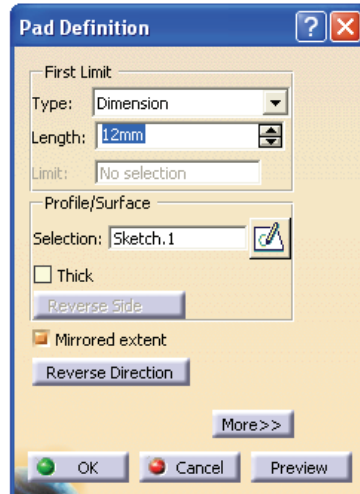 Pad Definition
First Limit
Type: Dimension
Length: 12mm
Limit: No selection
Profile/Surface
Selection: Sketch.1
Thick
Reverse Side
Mirrored extent
Reverse Direction
More>>
OK Cancel Preview